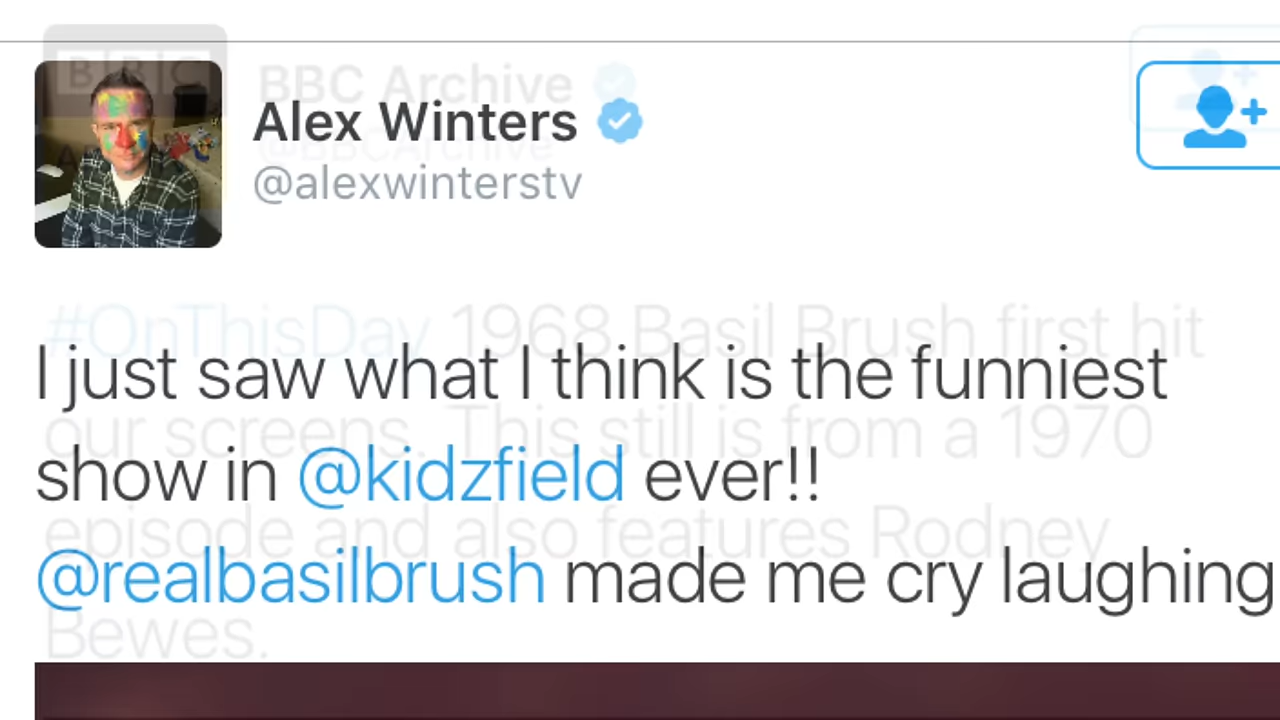 BBC
BBC Archive
@BBCArchive
Alex Winters
@alexwinterstv
#OnThisDay 1968 Basil Brush first hit
our screens. This still is from a 1970
episode and also features Rodney
Bewes.
I just saw what I think is the funniest
show in @kidzfield ever!!
@realbasilbrush made me cry laughing